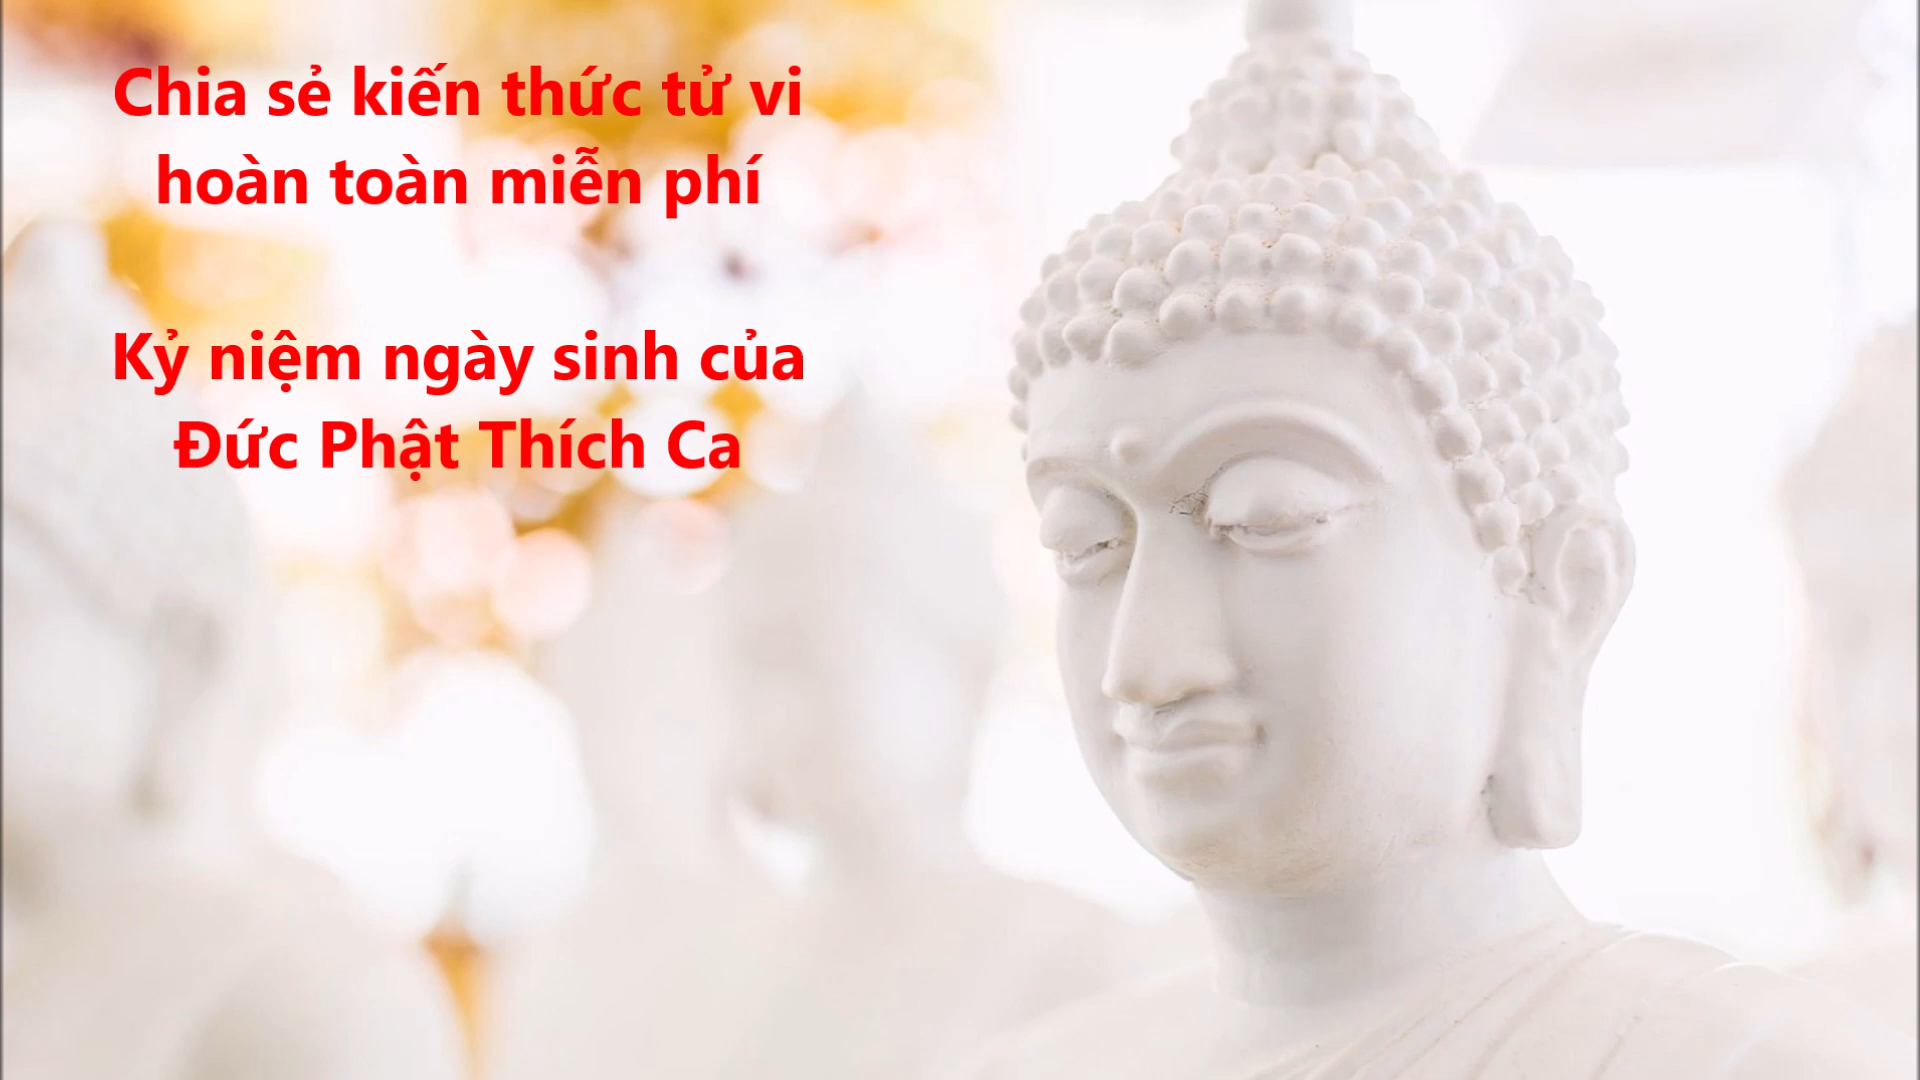 Chia sẻ kiến thức tử vi
hoàn toàn miễn phí
Kỷ niệm ngày sinh của
Đức Phật Thích Ca